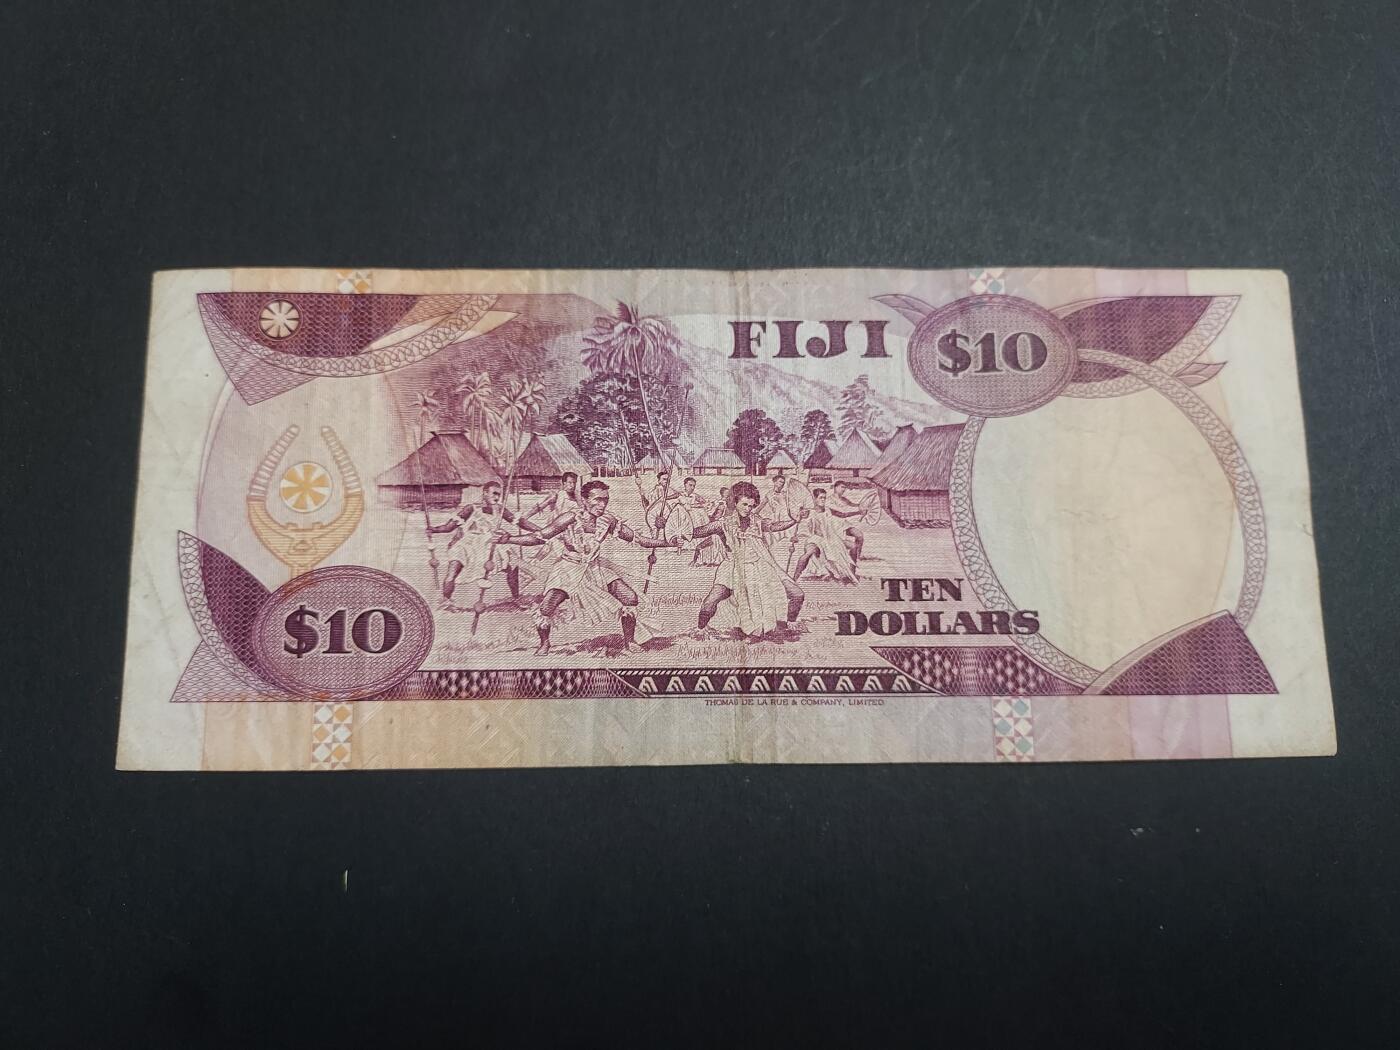 FIJI
$10
$10
TEN
DOLLARS
THOMAS DE LA RUE & COMPANY, LIMITED.